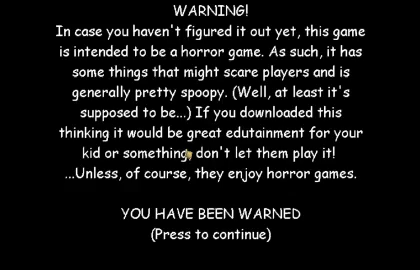 WARNING!
In case you haven't figured it out yet, this game
is intended to be a horror game. As such, it has
some things that might scare players and is
generally pretty spoopy. (Well, at least it's
supposed to be...) If you downloaded this
thinking it would be great edutainment for your
kid or something, don't let them play it!
...Unless, of course, they enjoy horror games.
YOU HAVE BEEN WARNED
(Press to continue)